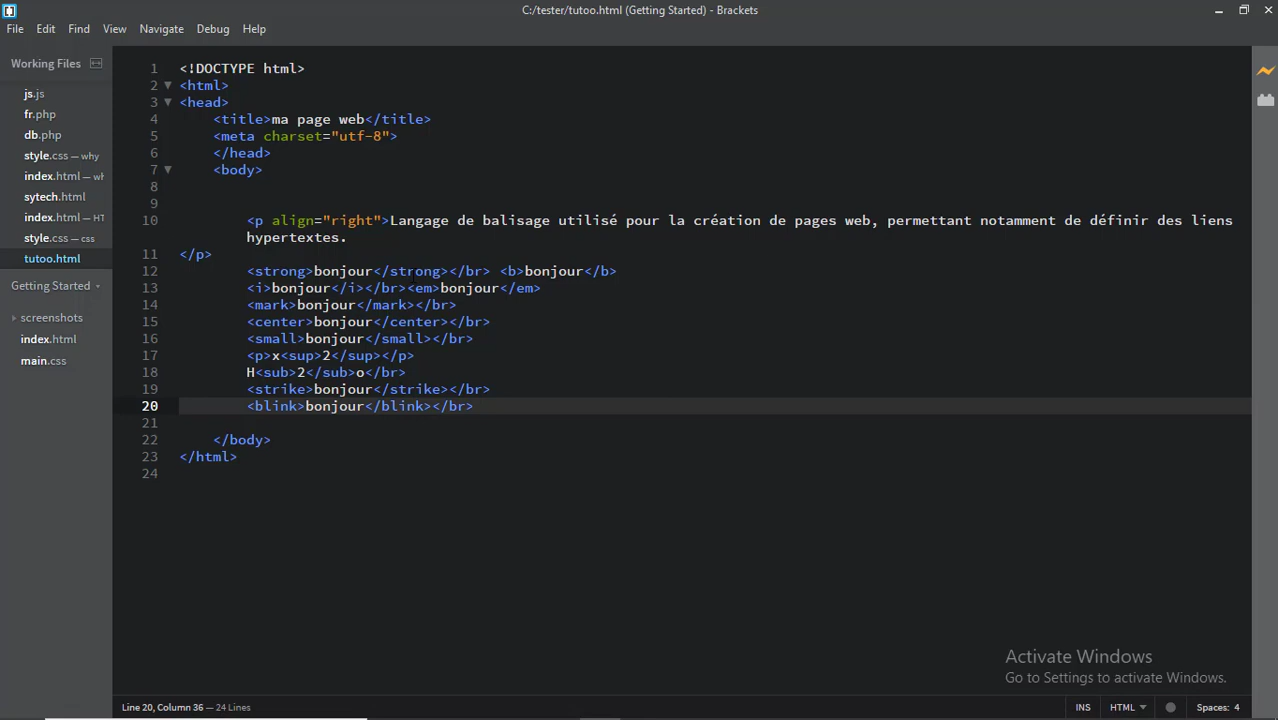 C:/tester/tutoo.html (Getting Started) - Brackets
File Edit Find View Navigate Debug Help
Working Files
js.js
fr.php
db.php
style.css — why
index.html — wh
sytech.html
index.html — HT
style.css — css
tutoo.html
Getting Started
screenshots
index.html
main.css
1 <!DOCTYPE html>
2 <html>
3 <head>
4 <title>ma page web</title>
5 <meta charset="utf-8">
6 </head>
7 <body>
8
9
10 <p align="right">Langage de balisage utilisé pour la création de pages web, permettant notamment de définir des liens
hypertextes.
11 </p>
12 <strong>bonjour</strong></br> <b>bonjour</b>
13 <i>bonjour</i></br><em>bonjour</em>
14 <mark>bonjour</mark></br>
15 <center>bonjour</center></br>
16 <small>bonjour</small></br>
17 <p>x<sup>2</sup></p>
18 H<sub>2</sub>o</br>
19 <strike>bonjour</strike></br>
20 <blink>bonjour</blink></br>
21
22 </body>
23 </html>
24
Activate Windows
Go to Settings to activate Windows.
Line 20, Column 36 — 24 Lines
INS HTML Spaces: 4